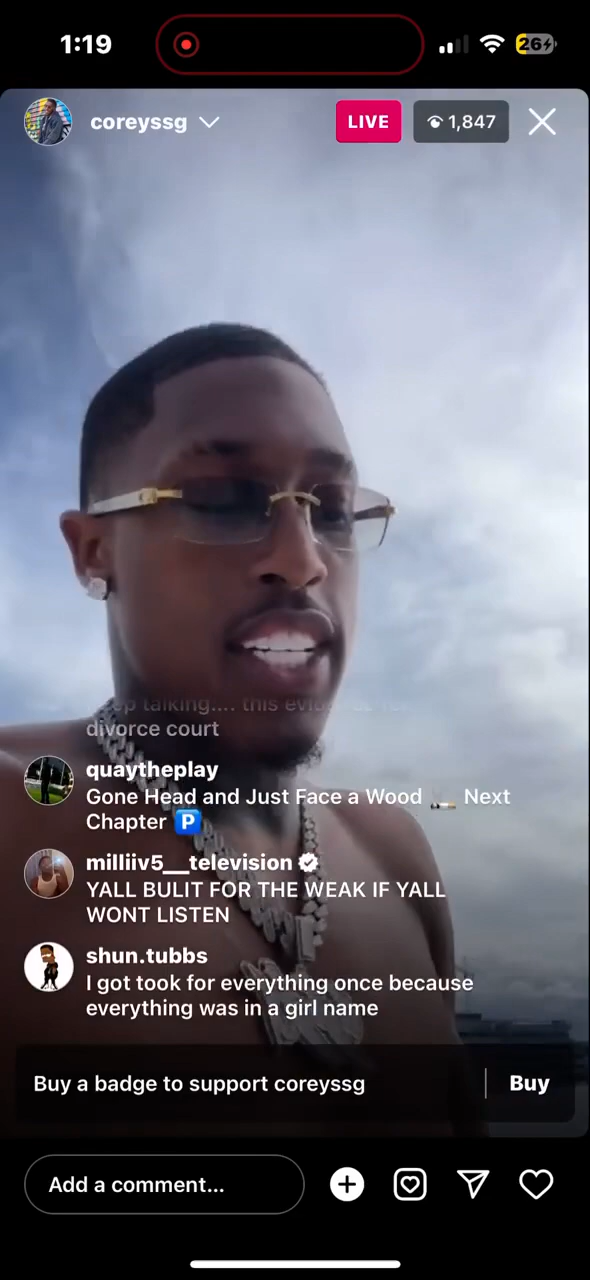 1:19
26
coreyssg
LIVE
1,847
talking.... this
divorce court
quaytheplay
Gone Head and Just Face a Wood 🚬 Next
Chapter 🅿️
milliiv5__television
YALL BULIT FOR THE WEAK IF YALL
WONT LISTEN
shun.tubbs
I got took for everything once because
everything was in a girl name
Buy a badge to support coreyssg
Buy
Add a comment...